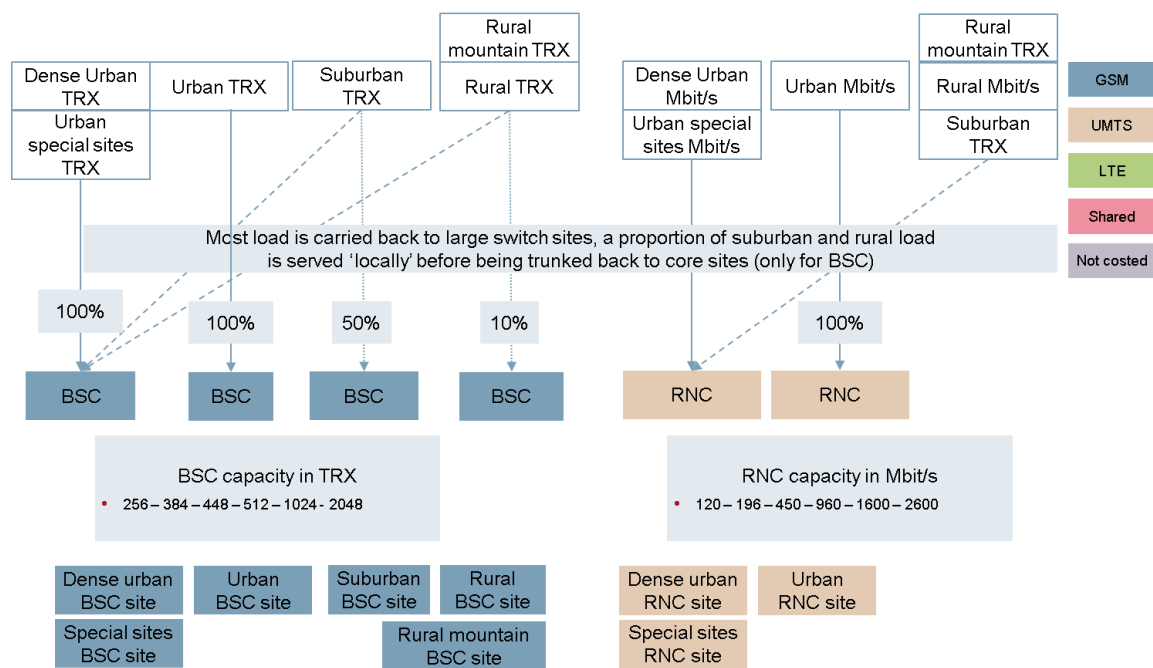 Rural
mountain TRX
Dense Urban
TRX
Urban TRX
Suburban
TRX
Rural TRX
Urban
special sites
TRX
Rural
mountain TRX
Dense Urban
Mbit/s
Urban Mbit/s
Rural Mbit/s
Urban special
sites Mbit/s
Suburban
TRX
GSM
UMTS
LTE
Shared
Not costed
Most load is carried back to large switch sites, a proportion of suburban and rural load
is served ‘locally’ before being trunked back to core sites (only for BSC)
100%
100%
50%
10%
100%
BSC
BSC
BSC
BSC
RNC
RNC
BSC capacity in TRX
• 256 – 384 – 448 – 512 – 1024 - 2048
RNC capacity in Mbit/s
• 120 – 196 – 450 – 960 – 1600 – 2600
Dense urban
BSC site
Urban
BSC site
Suburban
BSC site
Rural
BSC site
Special sites
BSC site
Rural mountain
BSC site
Dense urban
RNC site
Urban
RNC site
Special sites
RNC site